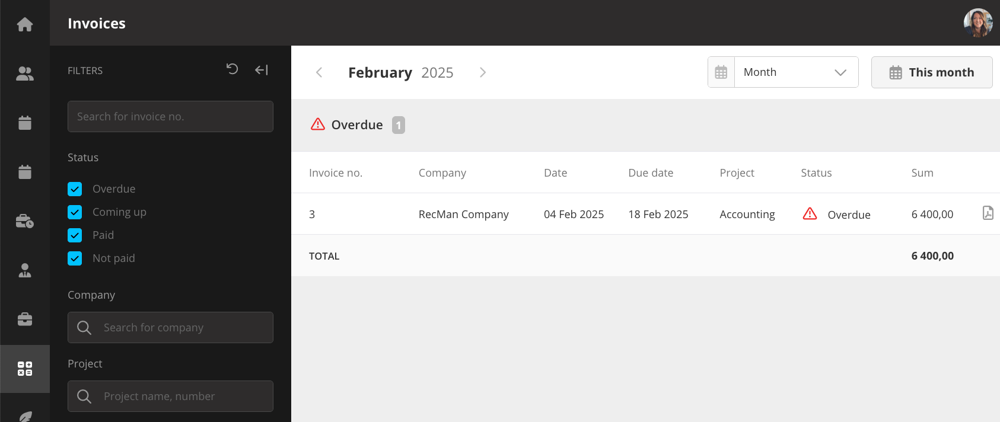 Invoices
FILTERS
Search for invoice no.
Status
Overdue
Coming up
Paid
Not paid
Company
Search for company
Project
Project name, number
February 2025
Month
This month
Overdue 1
Invoice no. Company Date Due date Project Status Sum
3 RecMan Company 04 Feb 2025 18 Feb 2025 Accounting Overdue 6 400,00
TOTAL 6 400,00